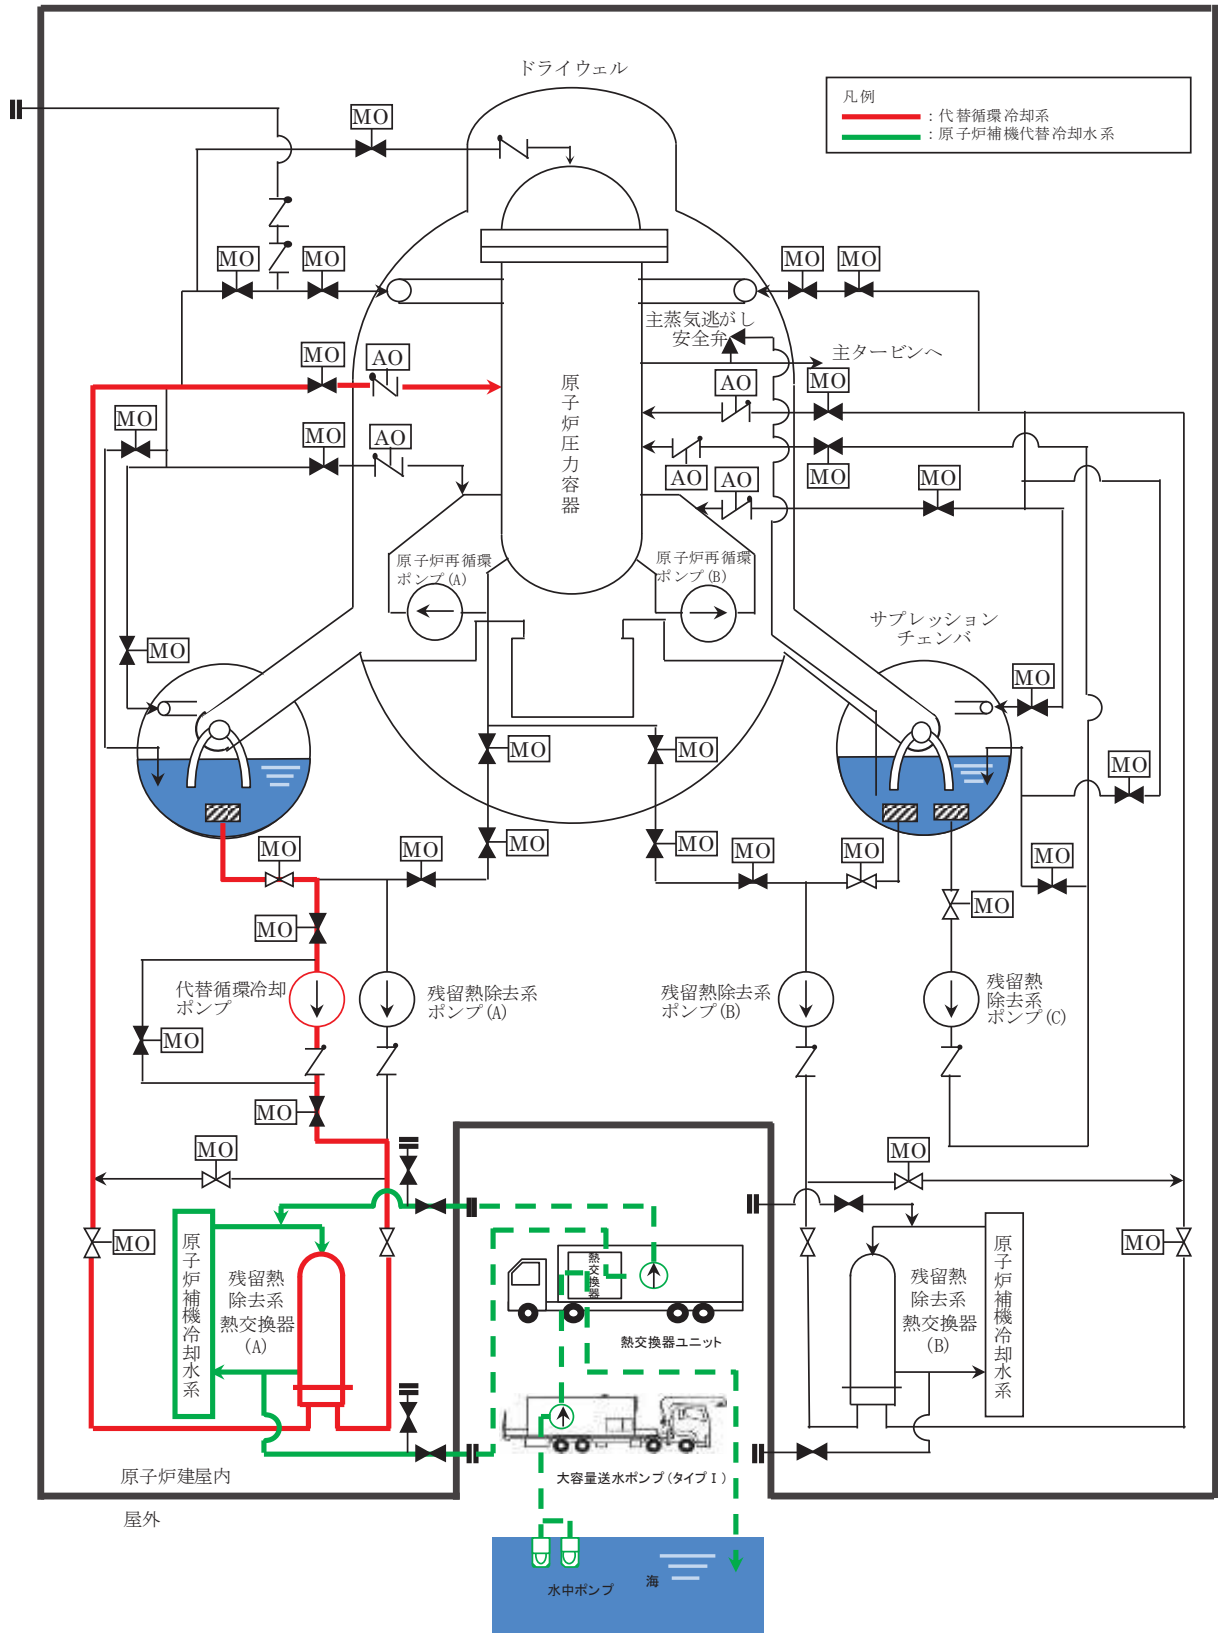 ドライウェル
凡例
：代替循環冷却系
：原子炉補機代替冷却水系
MO
MO
MO
MO
MO
主蒸気逃がし
安全弁
主タービンへ
MO
AO
原子炉圧力容器
AO
MO
MO
MO
AO
AO
MO
AO
MO
原子炉再循環
ポンプ(A)
原子炉再循環
ポンプ(B)
サプレッション
チェンバ
MO
MO
MO
MO
MO
MO
MO
MO
MO
MO
MO
MO
MO
MO
代替循環冷却
ポンプ
残留熱除去系
ポンプ(A)
残留熱除去系
ポンプ(B)
残留熱
除去系
ポンプ(C)
MO
MO
MO
MO
MO
MO
原子炉補機冷却水系
残留熱
除去系
熱交換器
(A)
熱交換器
熱交換器ユニット
残留熱
除去系
熱交換器
(B)
原子炉補機冷却水系
大容量送水ポンプ(タイプⅠ)
原子炉建屋内
屋外
水中ポンプ
海